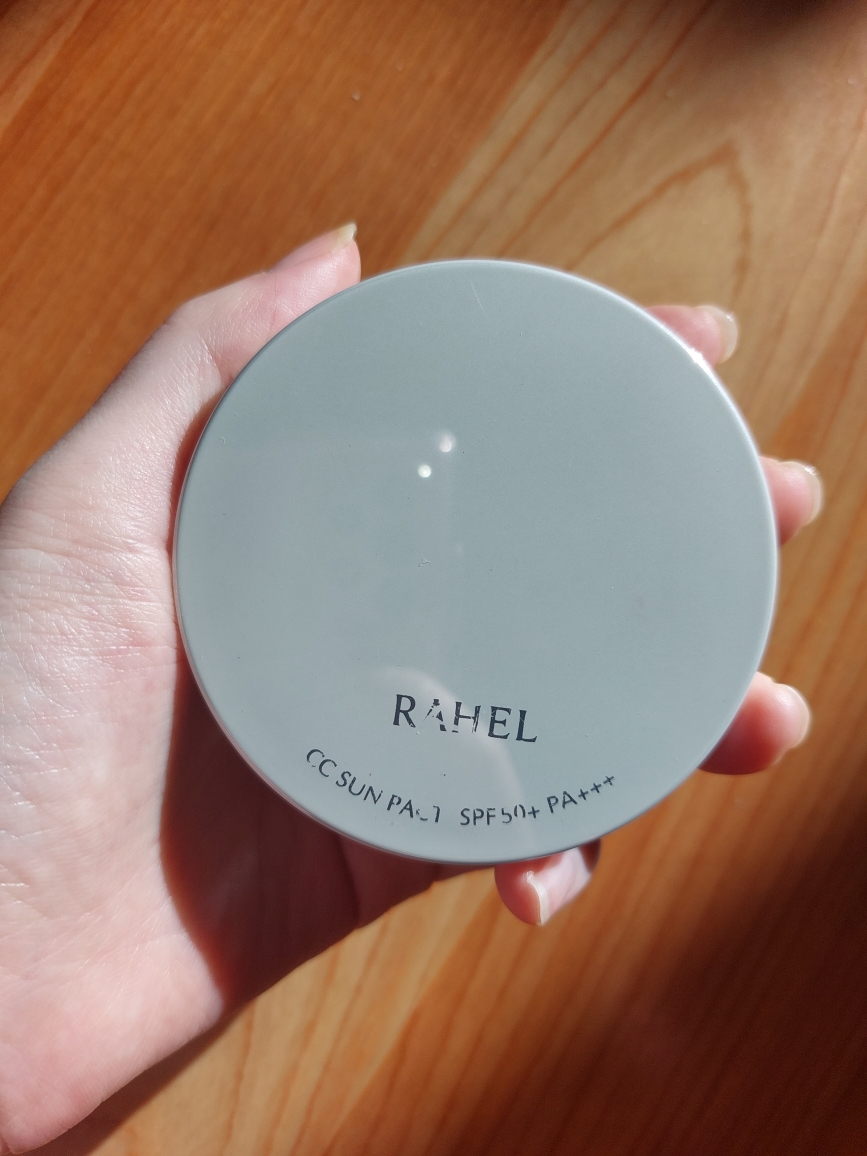 RAHEL
CC SUN PACT SPF50+ PA+++